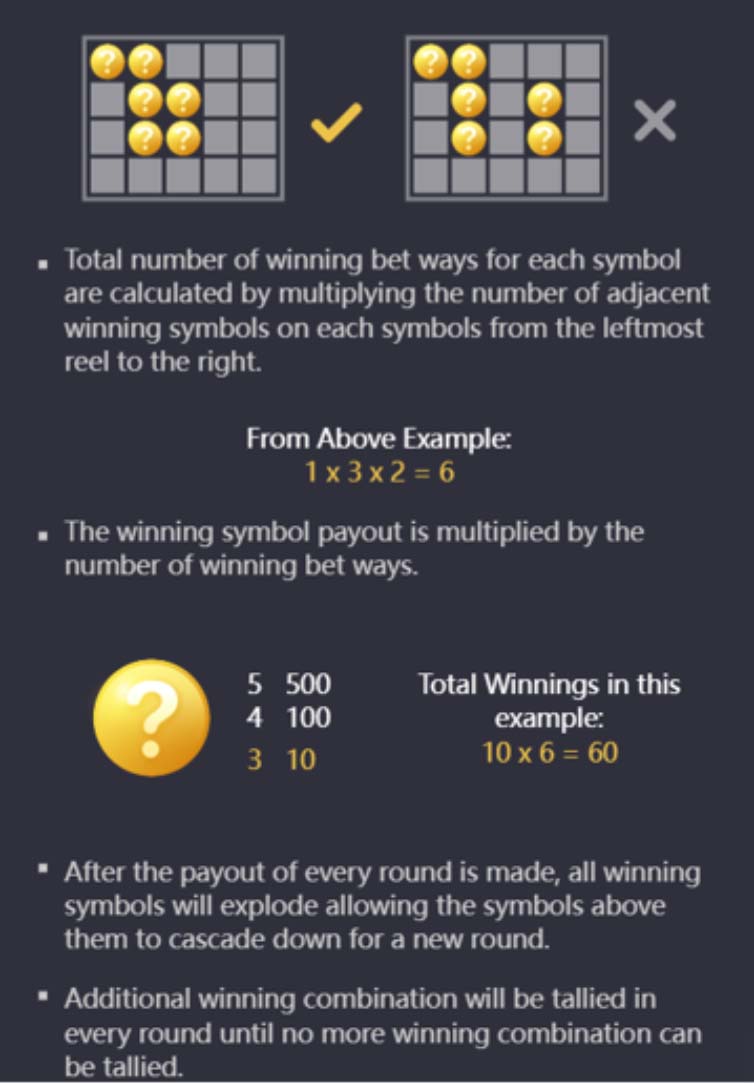 Total number of winning bet ways for each symbol
are calculated by multiplying the number of adjacent
winning symbols on each symbols from the leftmost
reel to the right.
From Above Example:
1 x 3 x 2 = 6
The winning symbol payout is multiplied by the
number of winning bet ways.
?
5 500
4 100
3 10
Total Winnings in this
example:
10 x 6 = 60
After the payout of every round is made, all winning
symbols will explode allowing the symbols above
them to cascade down for a new round.
Additional winning combination will be tallied in
every round until no more winning combination can
be tallied.